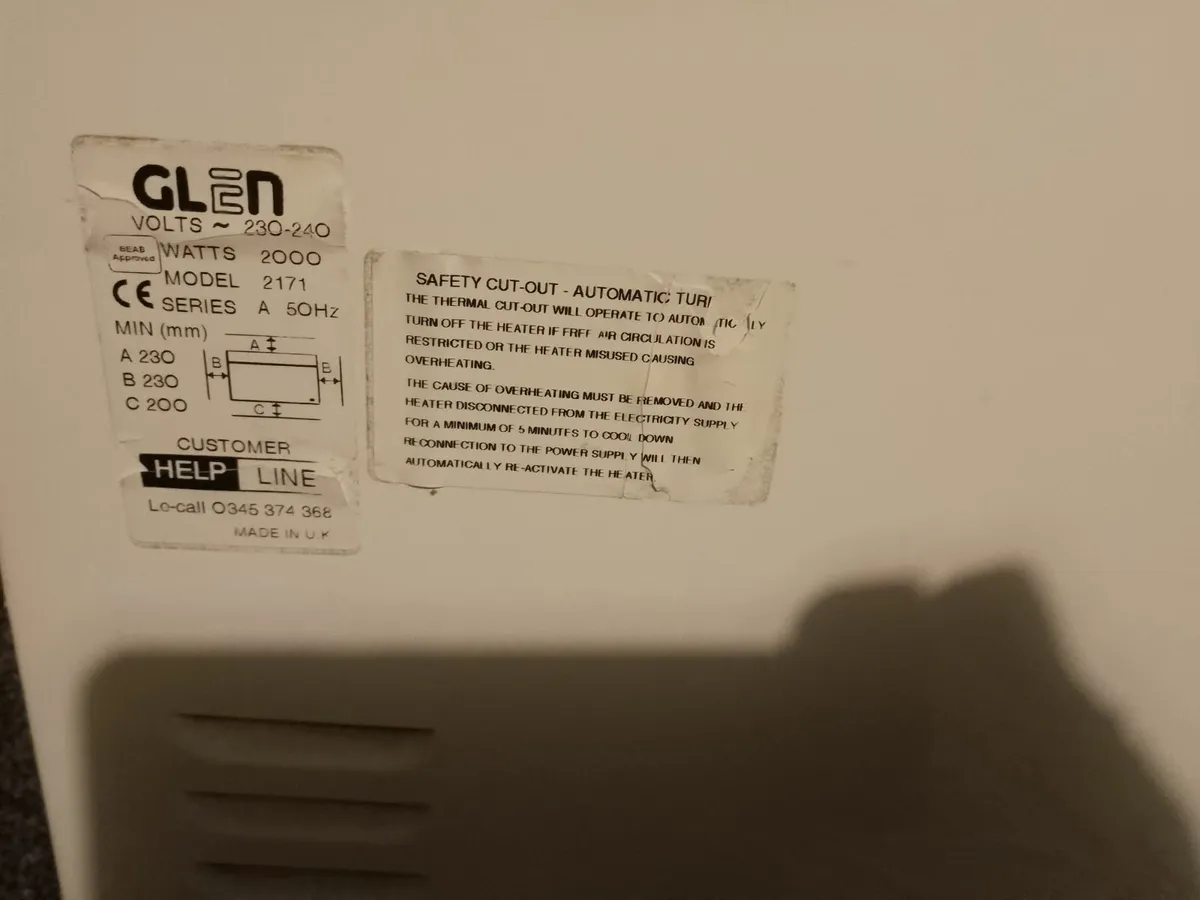 GLEN
VOLTS ~ 230-240
BEAB
Approved
WATTS 2000
MODEL 2171
CE
SERIES A 50Hz
MIN (mm)
A 230
B 230
C 200
A
B
B
C
CUSTOMER
HELP LINE
Lo-call 0345 374 368
MADE IN U.K
SAFETY CUT-OUT - AUTOMATIC
THE THERMAL CUT-OUT WILL OPERATE TO
TURN OFF THE HEATER IF FREE AIR CIRCULATION IS
RESTRICTED OR THE HEATER MISUSED CAUSING
OVERHEATING.
THE CAUSE OF OVERHEATING MUST BE REMOVED AND THE
HEATER DISCONNECTED FROM THE ELECTRICITY SUPPLY
FOR A MINIMUM OF 5 MINUTES TO COOL DOWN
RECONNECTION TO THE POWER SUPPLY WILL THEN
AUTOMATICALLY RE-ACTIVATE THE HEATER